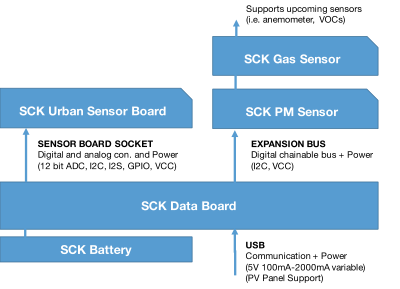 Supports upcoming sensors
(i.e. anemometer, VOCs)
SCK Gas Sensor
SCK Urban Sensor Board
SCK PM Sensor
SENSOR BOARD SOCKET
Digital and analog con. and Power
(12 bit ADC, I2C, I2S, GPIO, VCC)
EXPANSION BUS
Digital chainable bus + Power
(I2C, VCC)
SCK Data Board
SCK Battery
USB
Communication + Power
(5V 100mA-2000mA variable)
(PV Panel Support)